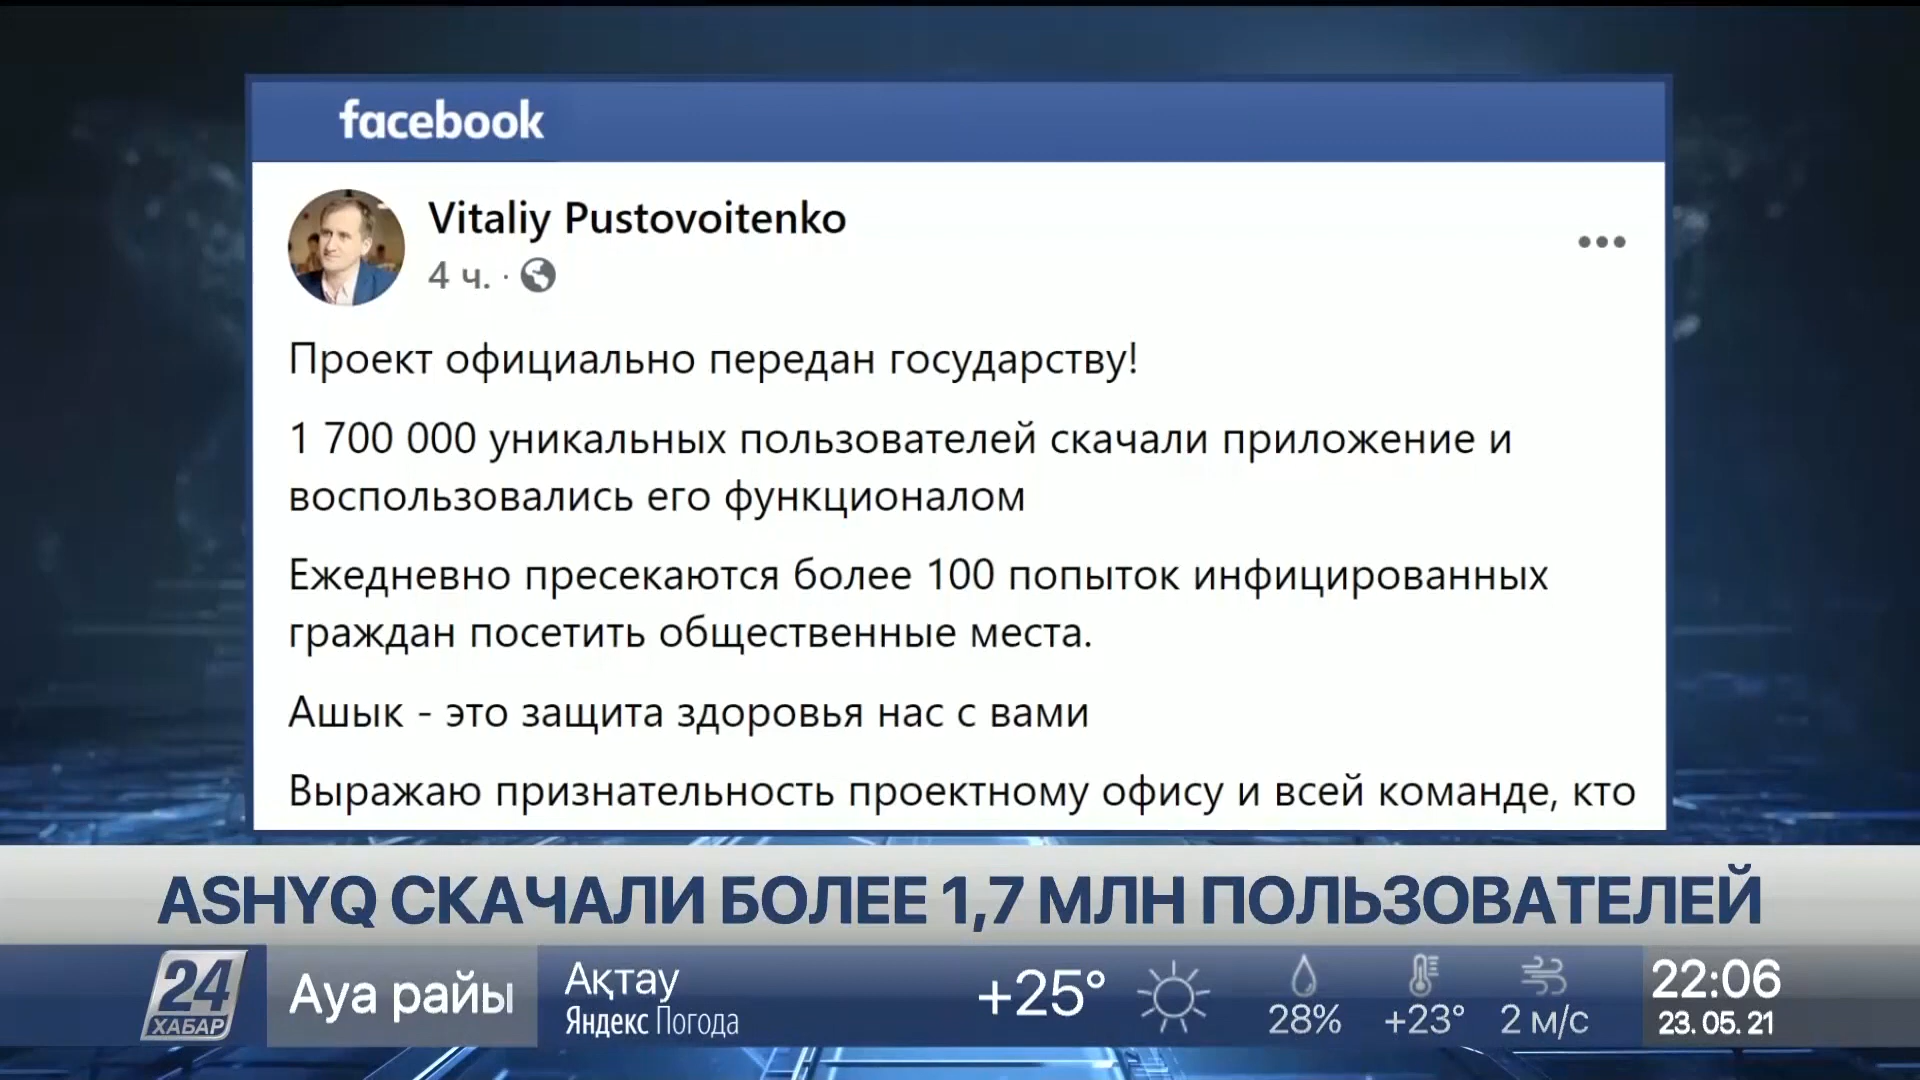 facebook
Vitaliy Pustovoitenko
4 ч. ·
Проект официально передан государству!
1 700 000 уникальных пользователей скачали приложение и
воспользовались его функционалом
Ежедневно пресекаются более 100 попыток инфицированных
граждан посетить общественные места.
Ашык - это защита здоровья нас с вами
Выражаю признательность проектному офису и всей команде, кто
ASHYQ СКАЧАЛИ БОЛЕЕ 1,7 МЛН ПОЛЬЗОВАТЕЛЕЙ
24
ХАБАР
Ауа райы
Ақтау
Яндекс Погода
+25°
28%
+23°
2 м/с
22:06
23. 05. 21